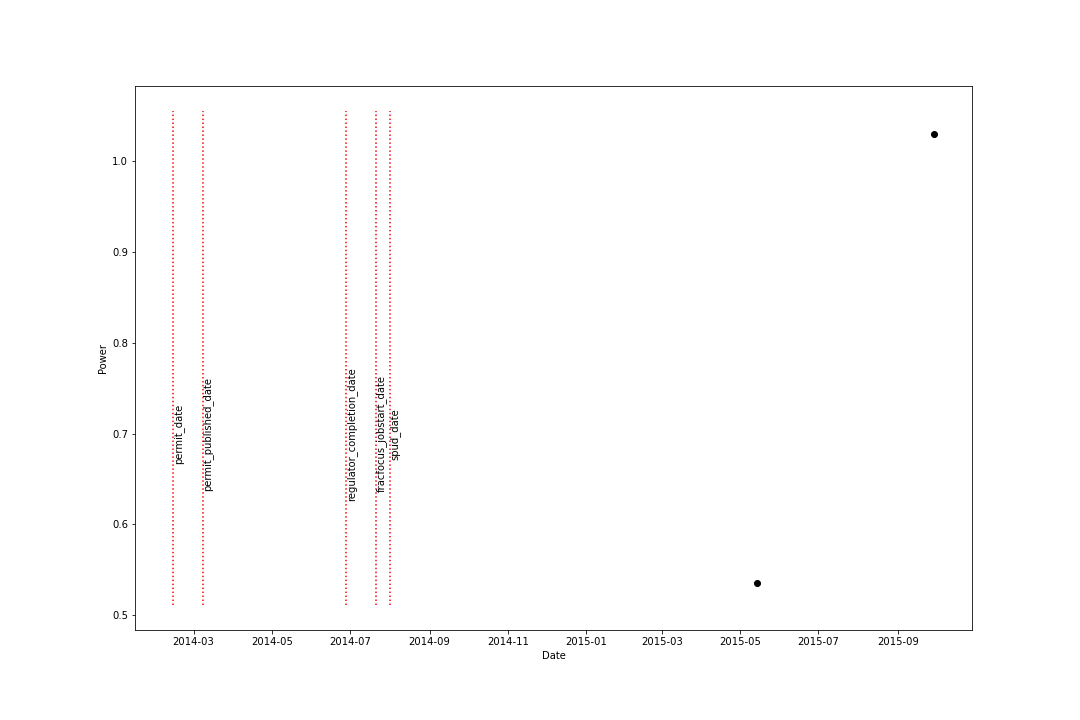 1.0
0.9
0.8
0.7
0.6
0.5
Power
permit_date
permit_published_date
regulator_completion_date
fracfocus_jobstart_date
spud_date
2014-03
2014-05
2014-07
2014-09
2014-11
2015-01
2015-03
2015-05
2015-07
2015-09
Date